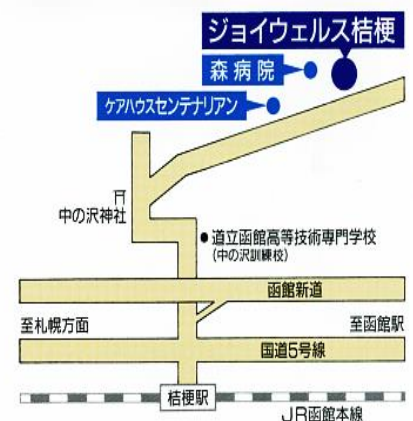 ジョイウェルス桔梗
森病院
ケアハウスセンテナリアン
中の沢神社
道立函館高等技術専門学校
(中の沢訓練校)
函館新道
至札幌方面
至函館駅
国道5号線
桔梗駅
JR函館本線